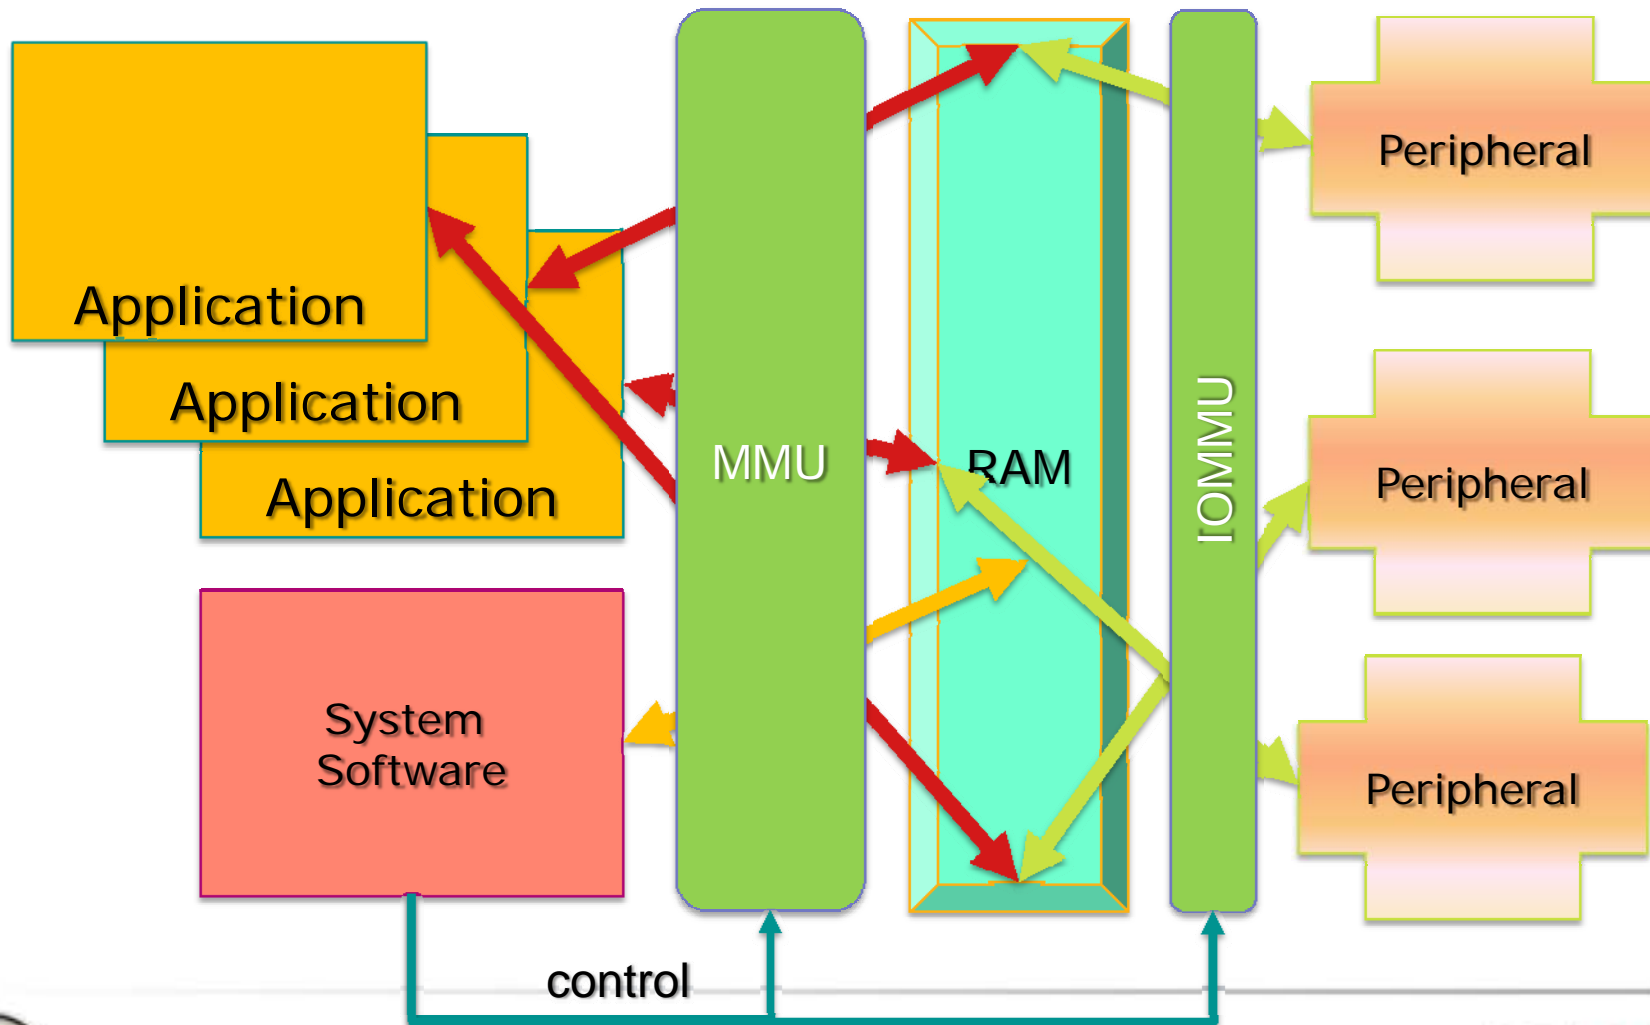 Application
Application
Application
System
Software
MMU
RAM
IOMMU
Peripheral
Peripheral
Peripheral
control